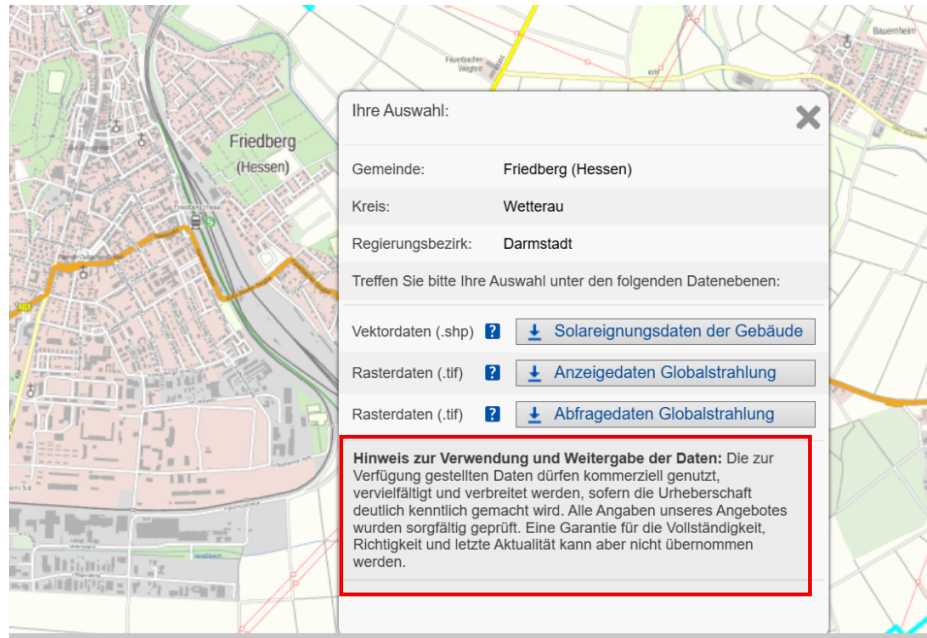 Bauernheim
Fauerbacher
Ihre Auswahl:
Friedberg
(Hessen)
Gemeinde: Friedberg (Hessen)
Kreis: Wetterau
Regierungsbezirk: Darmstadt
Treffen Sie bitte Ihre Auswahl unter den folgenden Datenebenen:
Vektordaten (.shp) ? Solareignungsdaten der Gebäude
Rasterdaten (.tif) ? Anzeigedaten Globalstrahlung
Rasterdaten (.tif) ? Abfragedaten Globalstrahlung
Hinweis zur Verwendung und Weitergabe der Daten: Die zur
Verfügung gestellten Daten dürfen kommerziell genutzt,
vervielfältigt und verbreitet werden, sofern die Urheberschaft
deutlich kenntlich gemacht wird. Alle Angaben unseres Angebotes
wurden sorgfältig geprüft. Eine Garantie für die Vollständigkeit,
Richtigkeit und letzte Aktualität kann aber nicht übernommen
werden.